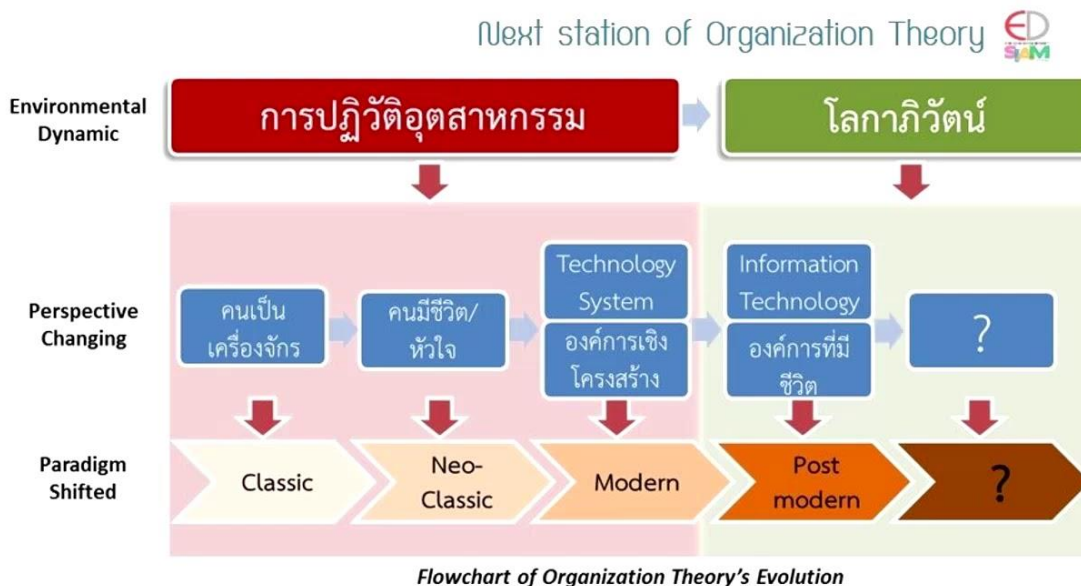 Next station of Organization Theory
ED
SIAM
Environmental
Dynamic
การปฏิวัติอุตสาหกรรม
โลกาภิวัตน์
Perspective
Changing
คนเป็น
เครื่องจักร
คนมีชีวิต/
หัวใจ
Technology
System
องค์การเชิง
โครงสร้าง
Information
Technology
องค์การที่มี
ชีวิต
?
Paradigm
Shifted
Classic
Neo-
Classic
Modern
Post
modern
?
Flowchart of Organization Theory's Evolution